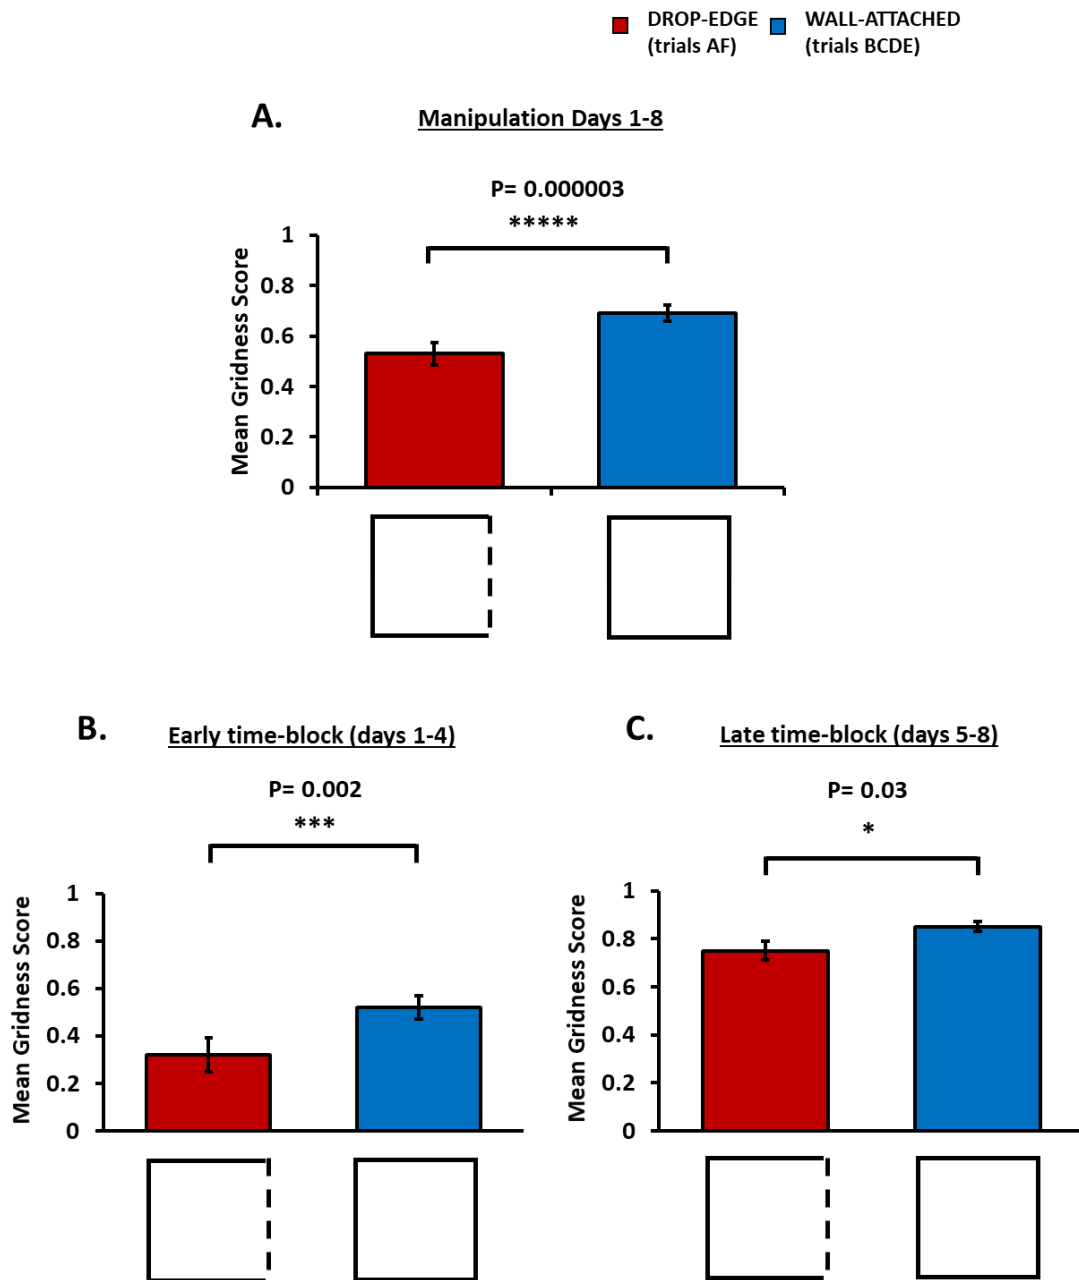 DROP-EDGE
(trials AF)
WALL-ATTACHED
(trials BCDE)
A.
Manipulation Days 1-8
P= 0.000003
*****
Mean Gridness Score
1
0.8
0.6
0.4
0.2
0
B.
Early time-block (days 1-4)
P= 0.002
***
Mean Gridness Score
1
0.8
0.6
0.4
0.2
0
C.
Late time-block (days 5-8)
P= 0.03
*
Mean Gridness Score
1
0.8
0.6
0.4
0.2
0